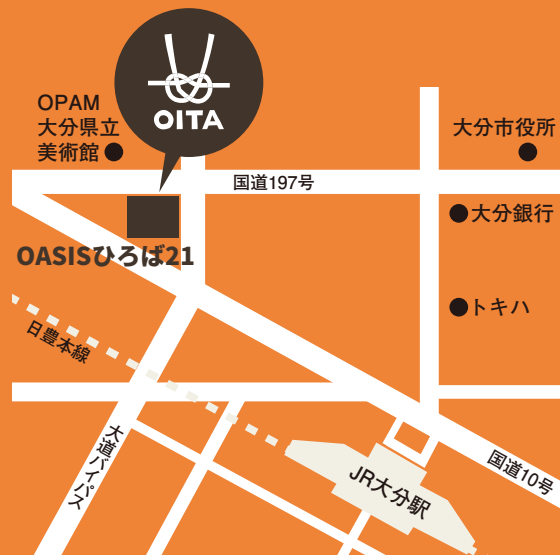 OITA
OPAM
大分県立
美術館
大分市役所
国道197号
大分銀行
OASISひろば21
トキハ
日豊本線
大道バイパス
国道10号
JR大分駅